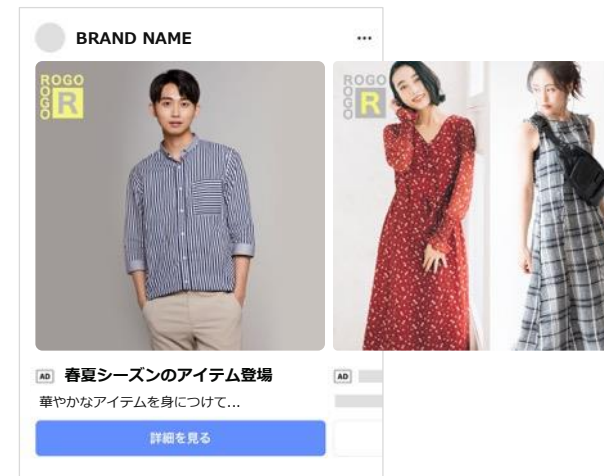 BRAND NAME
ROGO
ROGO
R
ROGO
ROGO
R
AD 春夏シーズンのアイテム登場
AD
華やかなアイテムを身につけて...
詳細を見る